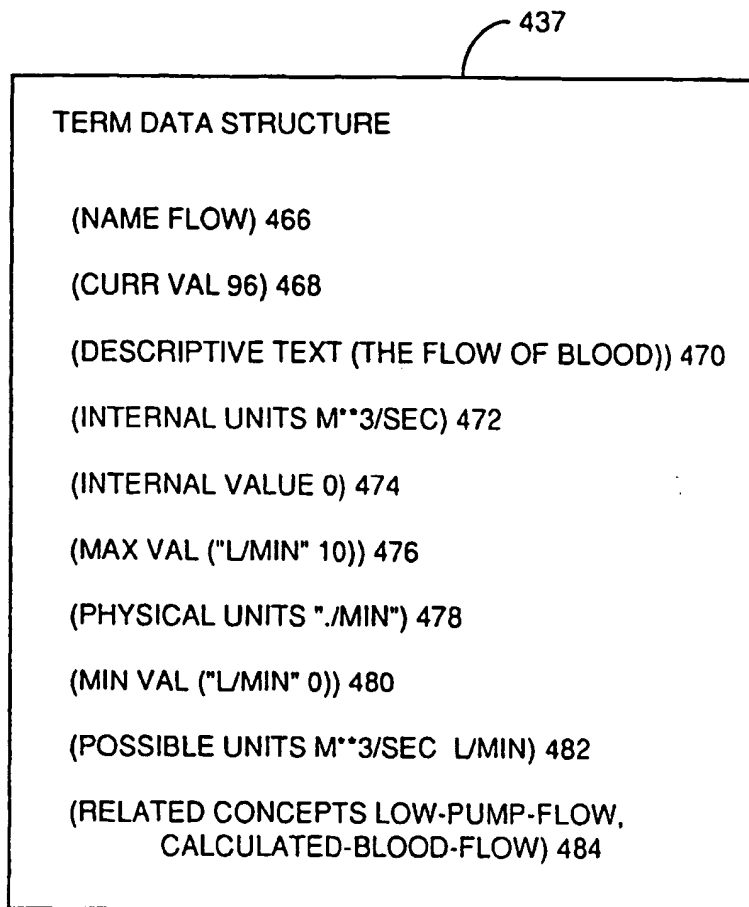 437
TERM DATA STRUCTURE
(NAME FLOW) 466
(CURR VAL 96) 468
(DESCRIPTIVE TEXT (THE FLOW OF BLOOD)) 470
(INTERNAL UNITS M**3/SEC) 472
(INTERNAL VALUE 0) 474
(MAX VAL ("L/MIN" 10)) 476
(PHYSICAL UNITS "./MIN") 478
(MIN VAL ("L/MIN" 0)) 480
(POSSIBLE UNITS M**3/SEC L/MIN) 482
(RELATED CONCEPTS LOW-PUMP-FLOW,
CALCULATED-BLOOD-FLOW) 484